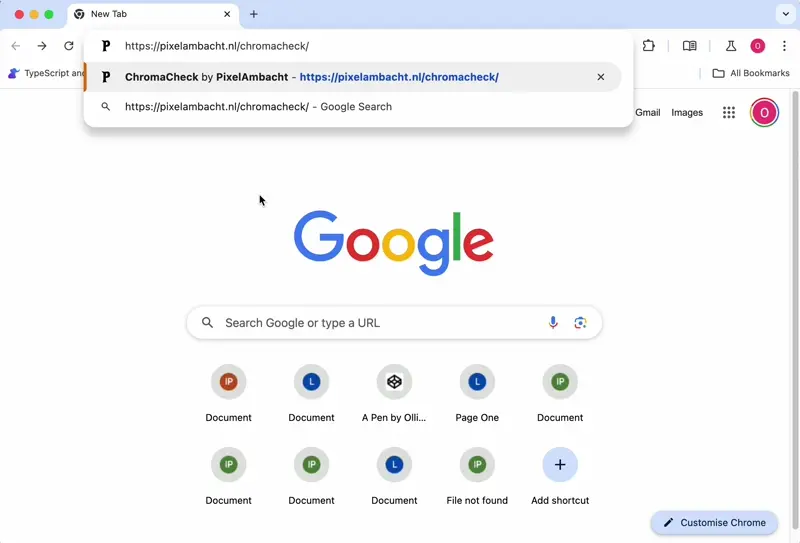 New Tab
https://pixelambacht.nl/chromacheck/
ChromaCheck by PixelAmbacht - https://pixelambacht.nl/chromacheck/
https://pixelambacht.nl/chromacheck/ - Google Search
O
TypeScript and
All Bookmarks
Gmail Images O
Google
Search Google or type a URL
IP L L IP
Document Document A Pen by Olli... Page One Document
IP IP L IP
Document Document Document File not found Add shortcut
Customise Chrome